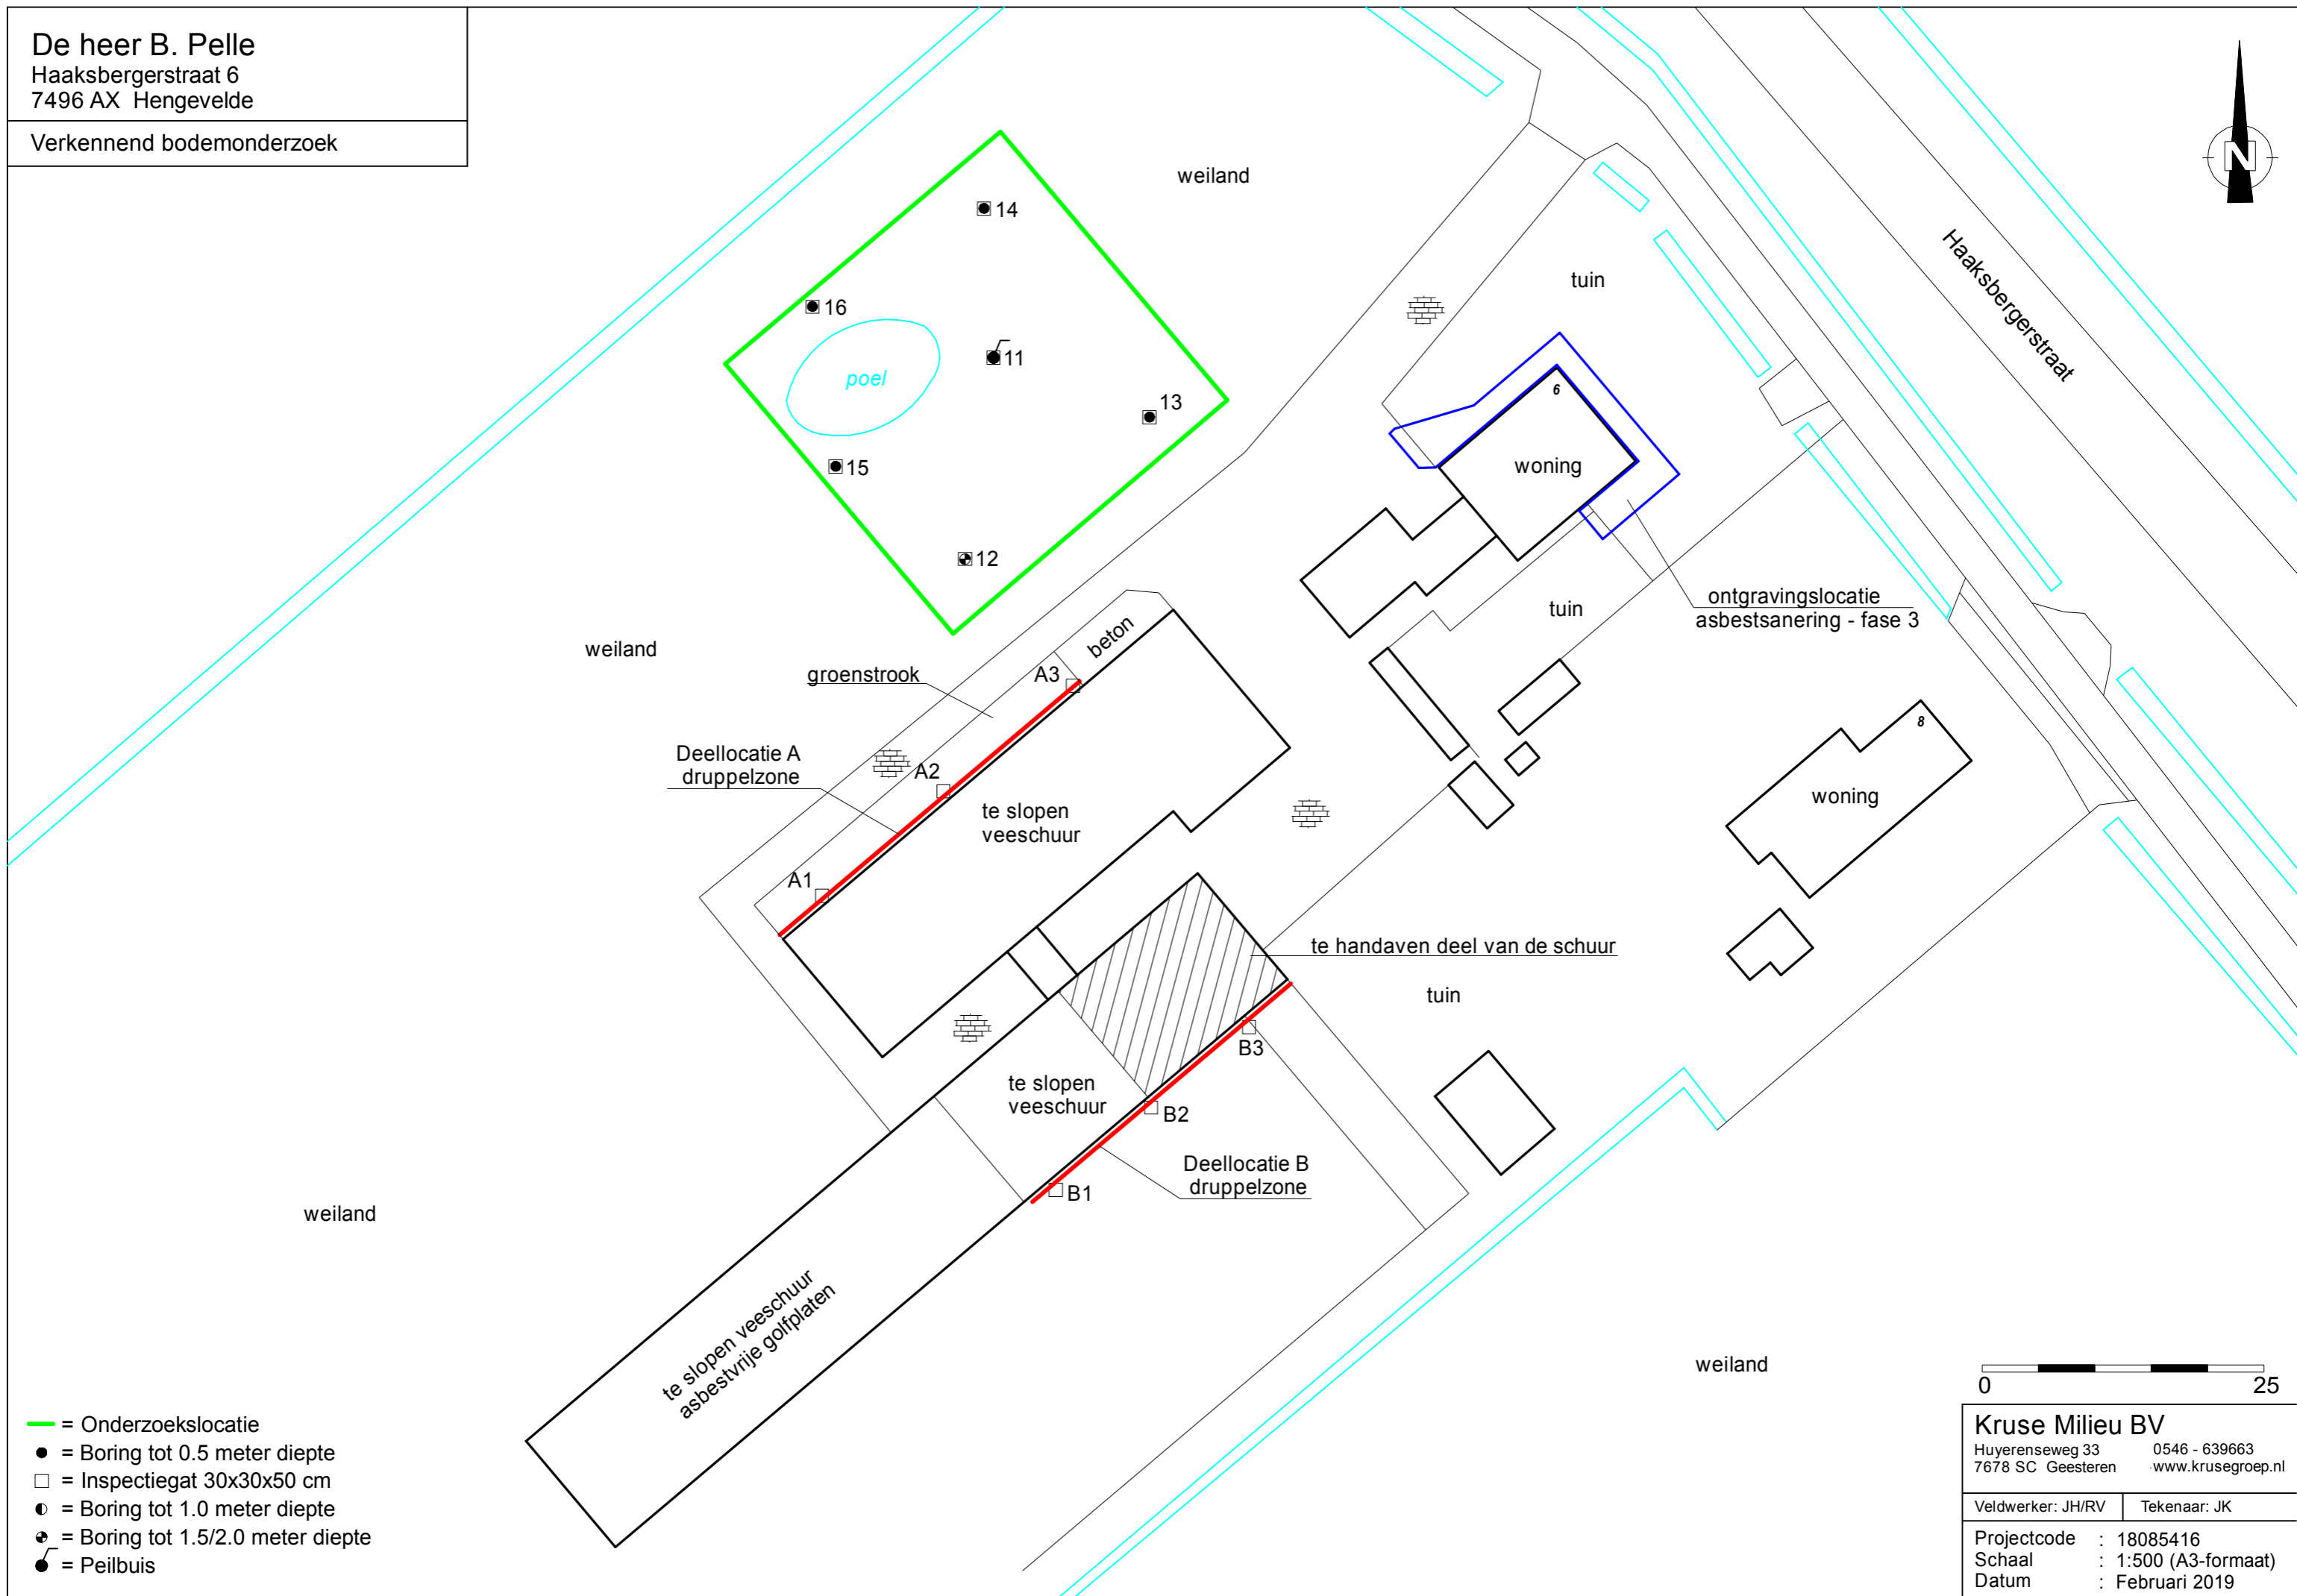 De heer B. Pelle
Haaksbergerstraat 6
7496 AX Hengevelde
Verkennend bodemonderzoek
N
weiland
14
16
11
poel
13
15
12
tuin
Haaksbergerstraat
6
woning
tuin
ontgravingslocatie
asbestsanering - fase 3
weiland
groenstrook
A3
beton
Deellocatie A
druppelzone
A2
te slopen
veeschuur
A1
8
woning
te handaven deel van de schuur
tuin
B3
te slopen
veeschuur
B2
Deellocatie B
druppelzone
B1
weiland
te slopen veeschuur
asbestvrije golfplaten
weiland
= Onderzoekslocatie
= Boring tot 0.5 meter diepte
= Inspectiegat 30x30x50 cm
= Boring tot 1.0 meter diepte
= Boring tot 1.5/2.0 meter diepte
= Peilbuis
0 25
Kruse Milieu BV
Huyerenseweg 33 0546 - 639663
7678 SC Geesteren www.krusegroep.nl
Veldwerker: JH/RV Tekenaar: JK
Projectcode : 18085416
Schaal : 1:500 (A3-formaat)
Datum : Februari 2019